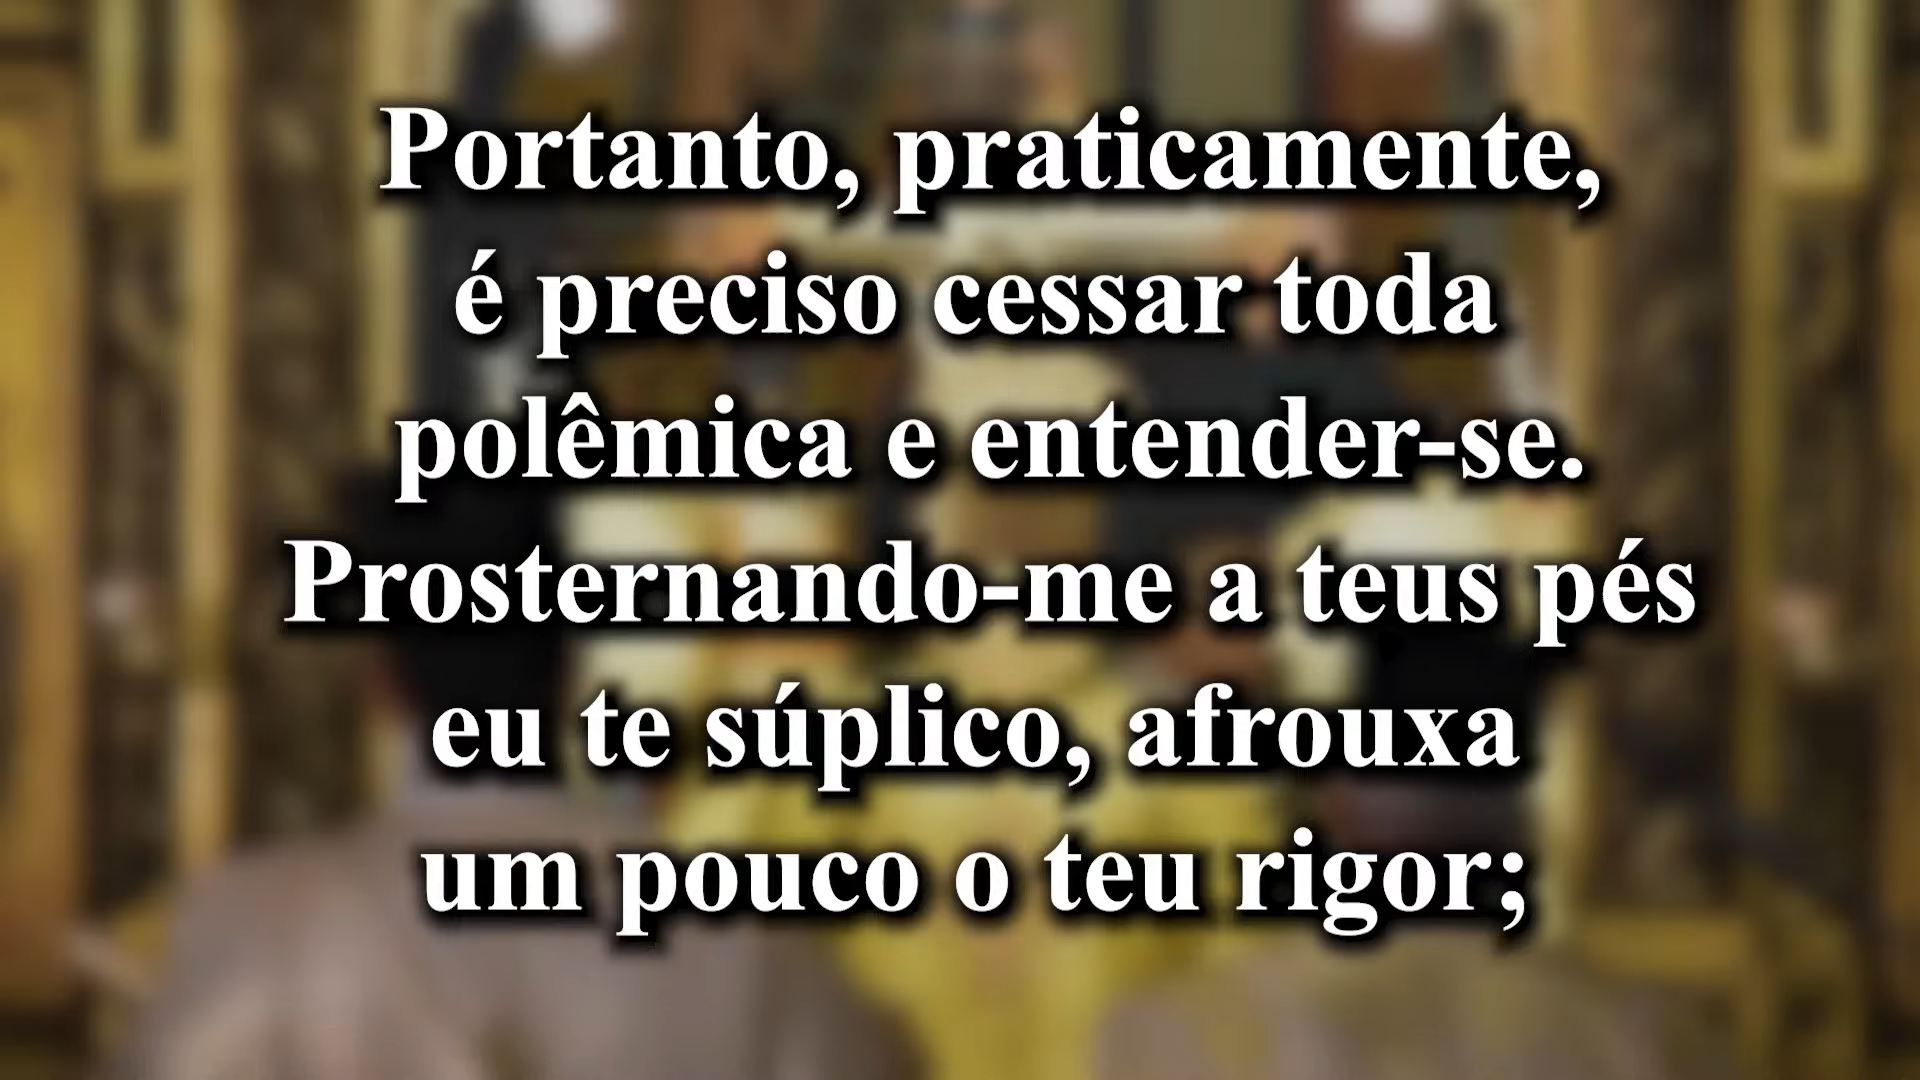 Portanto, praticamente,
é preciso cessar toda
polêmica e entender-se.
Prosternando-me a teus pés
eu te súplico, afrouxa
um pouco o teu rigor;